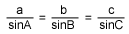 a/sinA = b/sinB = c/sinC